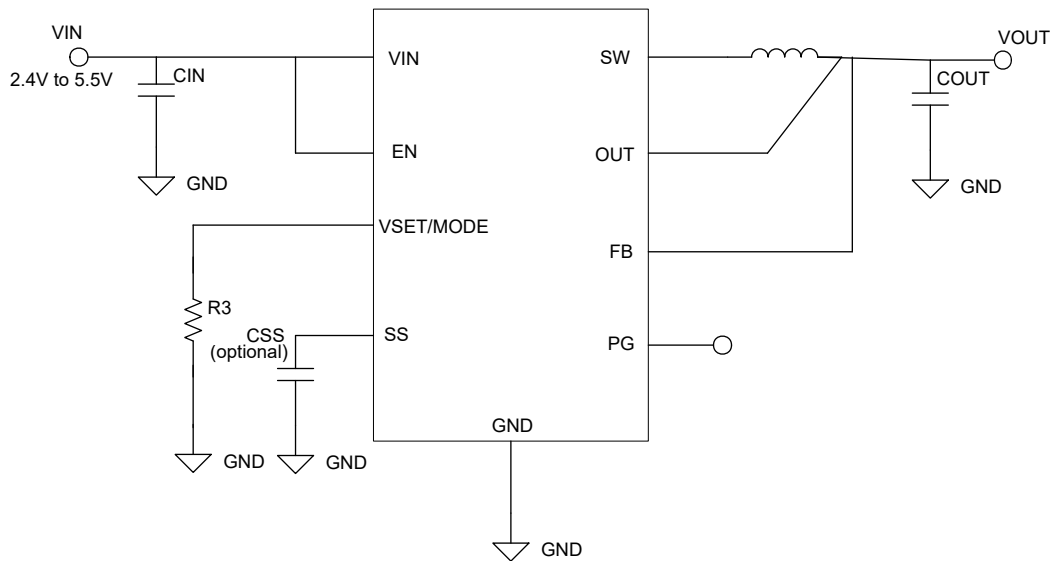 VIN
VOUT
VIN
SW
2.4V to 5.5V
CIN
COUT
EN
OUT
GND
GND
VSET/MODE
FB
R3
CSS
(optional)
SS
PG
GND
GND
GND
GND